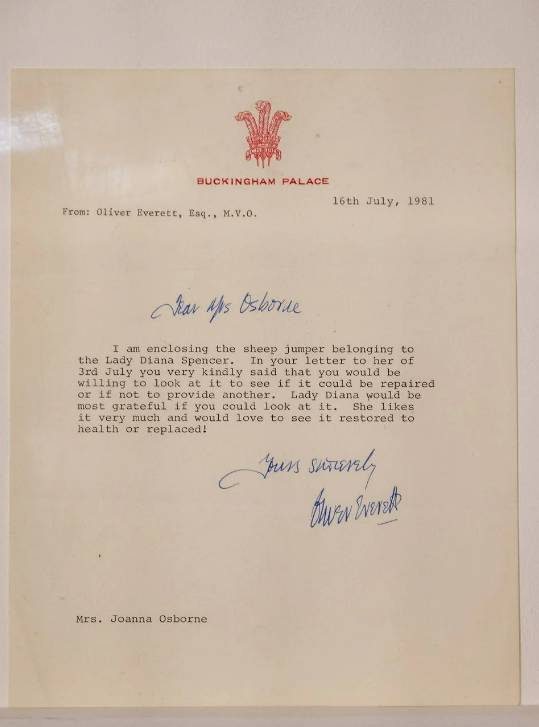 BUCKINGHAM PALACE
16th July, 1981
From: Oliver Everett, Esq., M.V.O.
Dear Mrs Osborne
I am enclosing the sheep jumper belonging to
the Lady Diana Spencer. In your letter to her of
3rd July you very kindly said that you would be
willing to look at it to see if it could be repaired
or if not to provide another. Lady Diana would be
most grateful if you could look at it. She likes
it very much and would love to see it restored to
health or replaced!
Yours sincerely
Oliver Everett
Mrs. Joanna Osborne